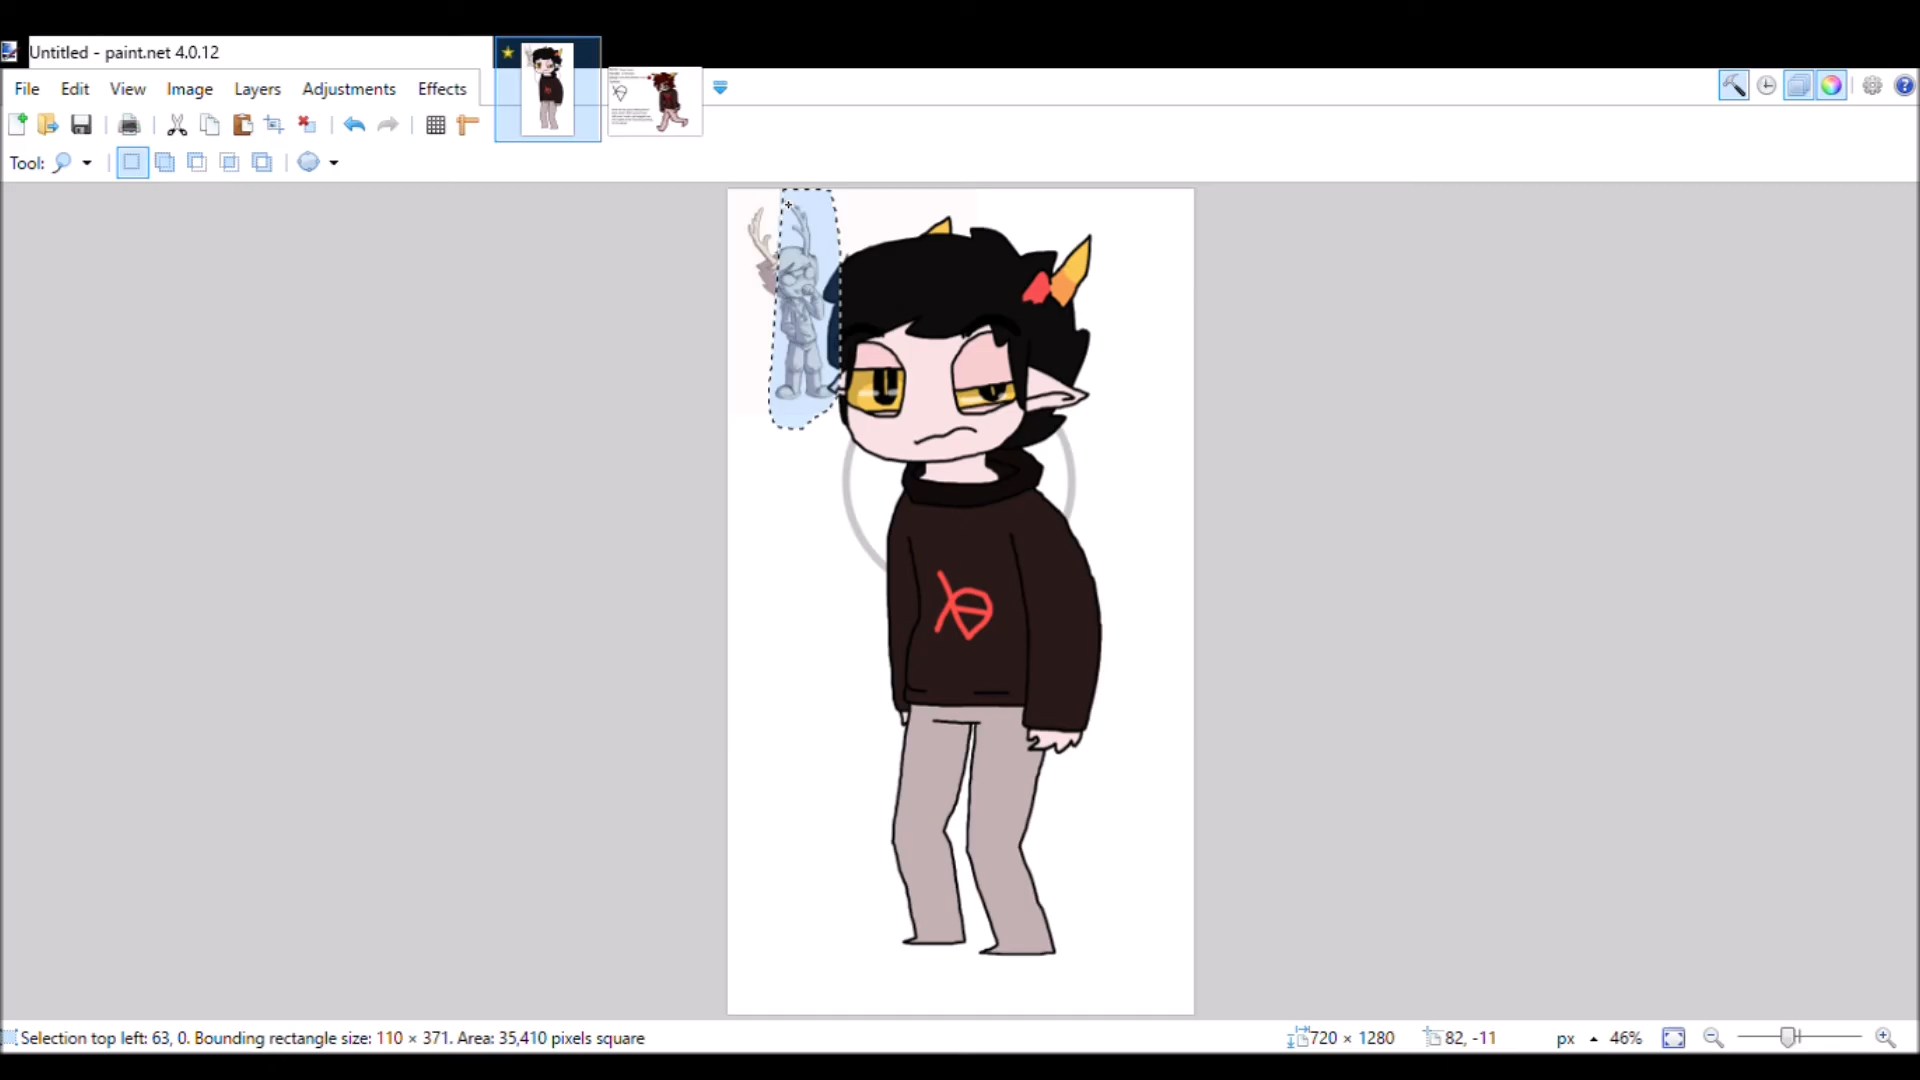 Untitled - paint.net 4.0.12
File Edit View Image Layers Adjustments Effects
Tool:
Selection top left: 63, 0. Bounding rectangle size: 110 × 371. Area: 35,410 pixels square
720 × 1280
82, -11
px
46%